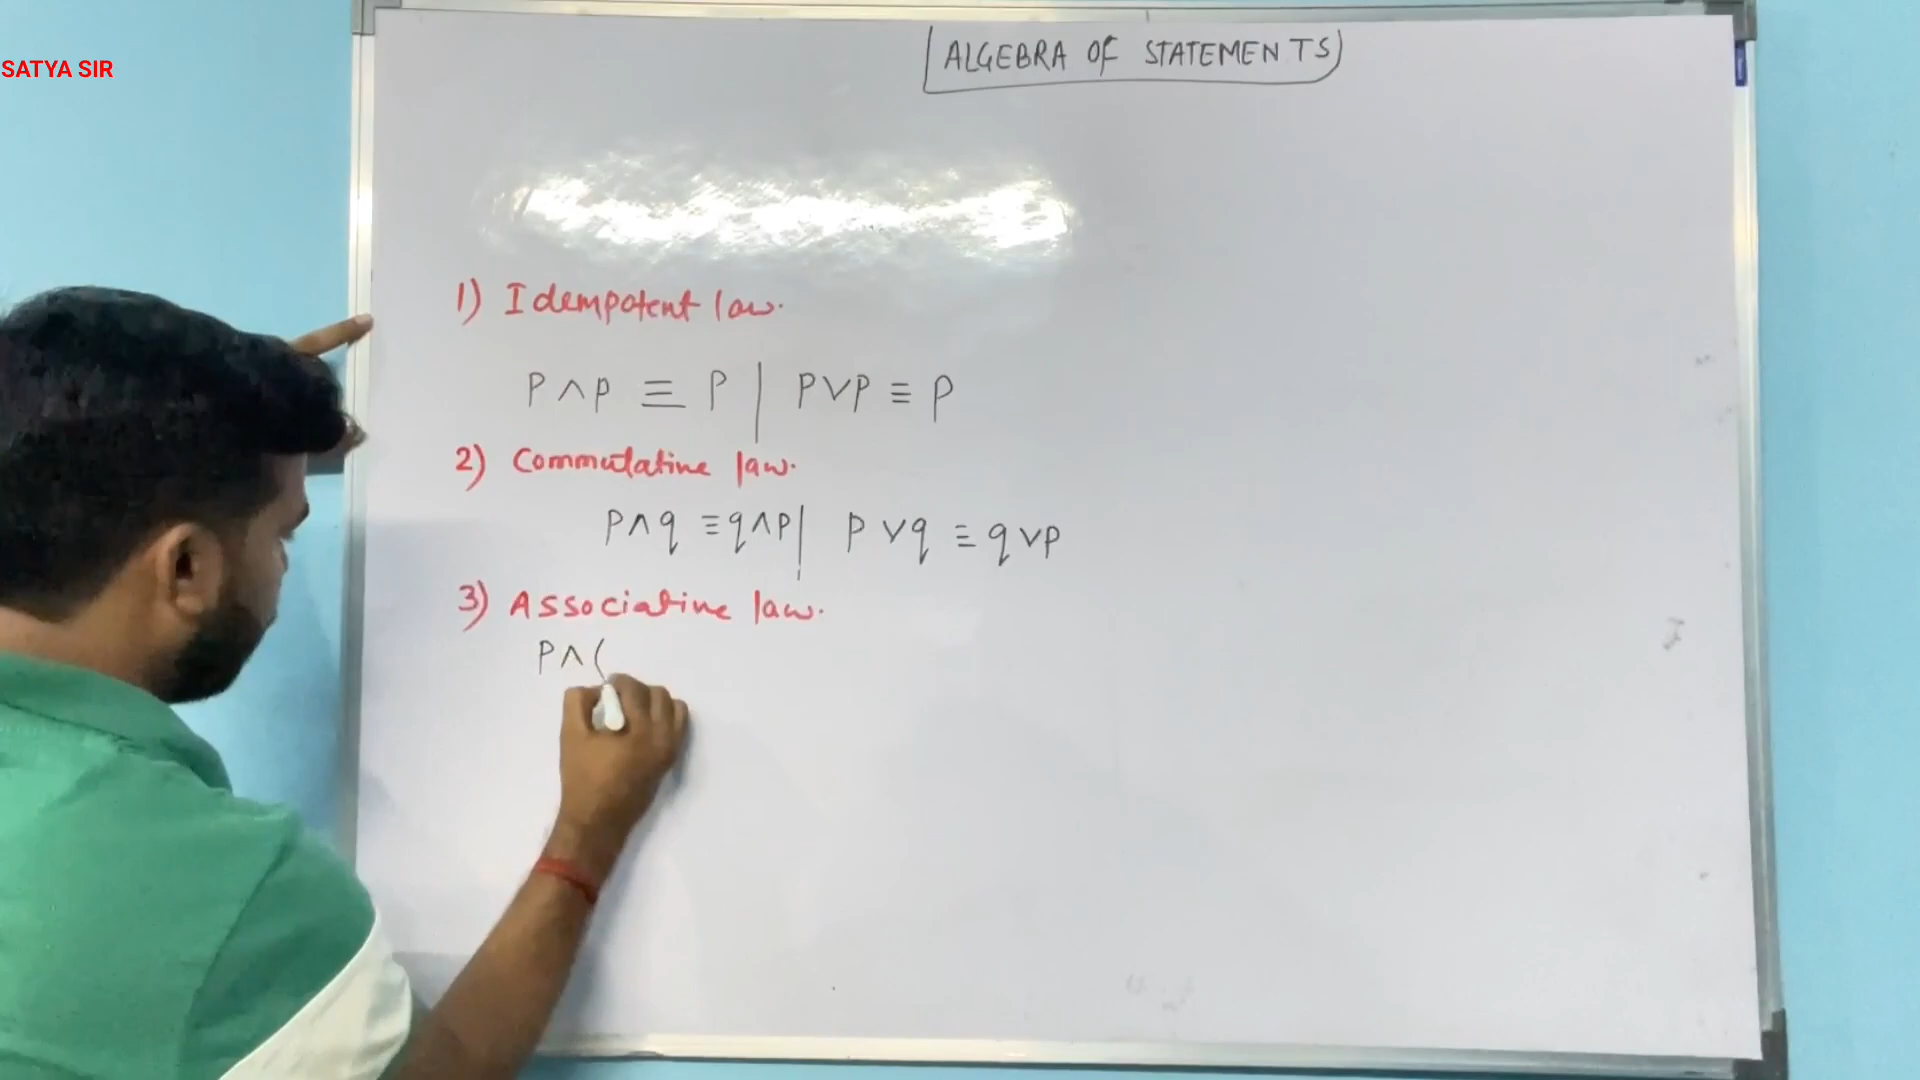 SATYA SIR
ALGEBRA OF STATEMENTS
1) Idempotent law.
P ∧ p ≡ P | P ∨ P ≡ P
2) Commutative law.
P ∧ q ≡ q ∧ p | P ∨ q ≡ q ∨ p
3) Associative law.
P ∧ (